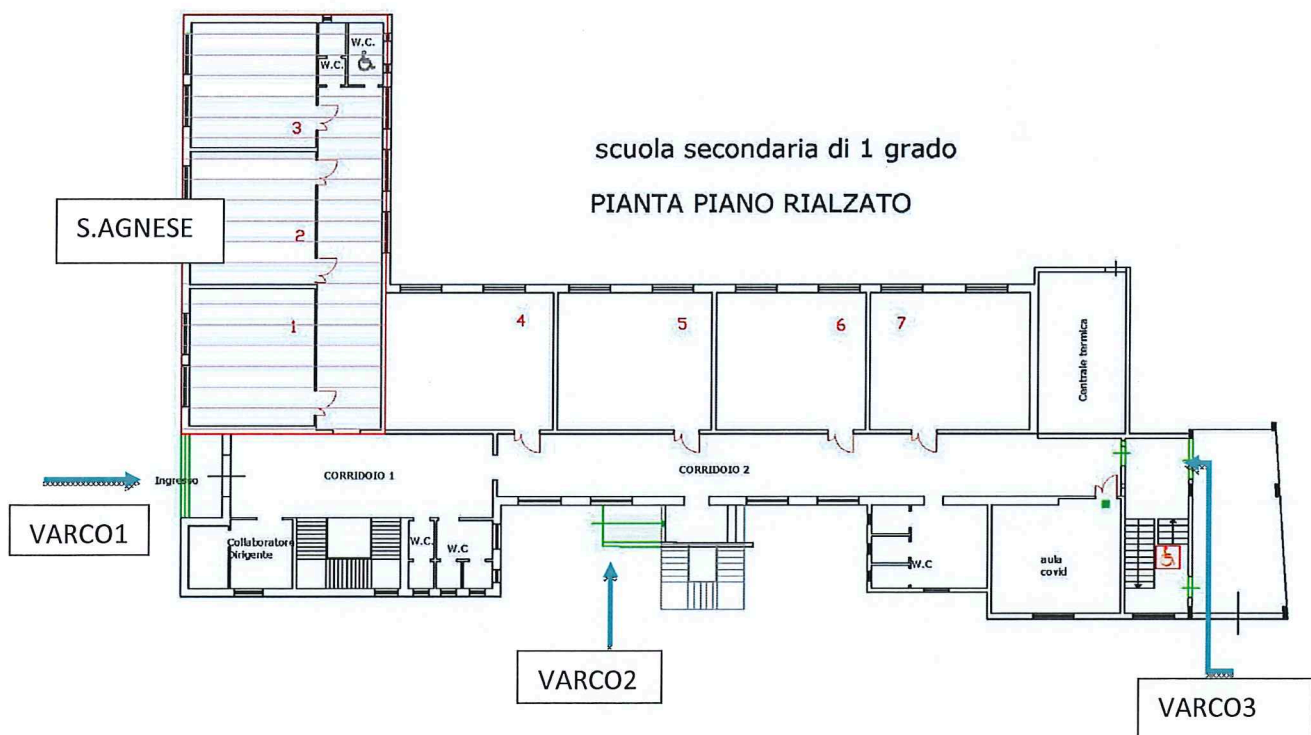 W.C.
W.C.
3
scuola secondaria di 1 grado
PIANTA PIANO RIALZATO
S.AGNESE
2
1
4
5
6
7
Centrale termica
Ingresso
CORRIDOIO 1
CORRIDOIO 2
VARCO1
Collaboratore
Dirigente
W.C.
W.C
W.C
aula
covid
VARCO2
VARCO3